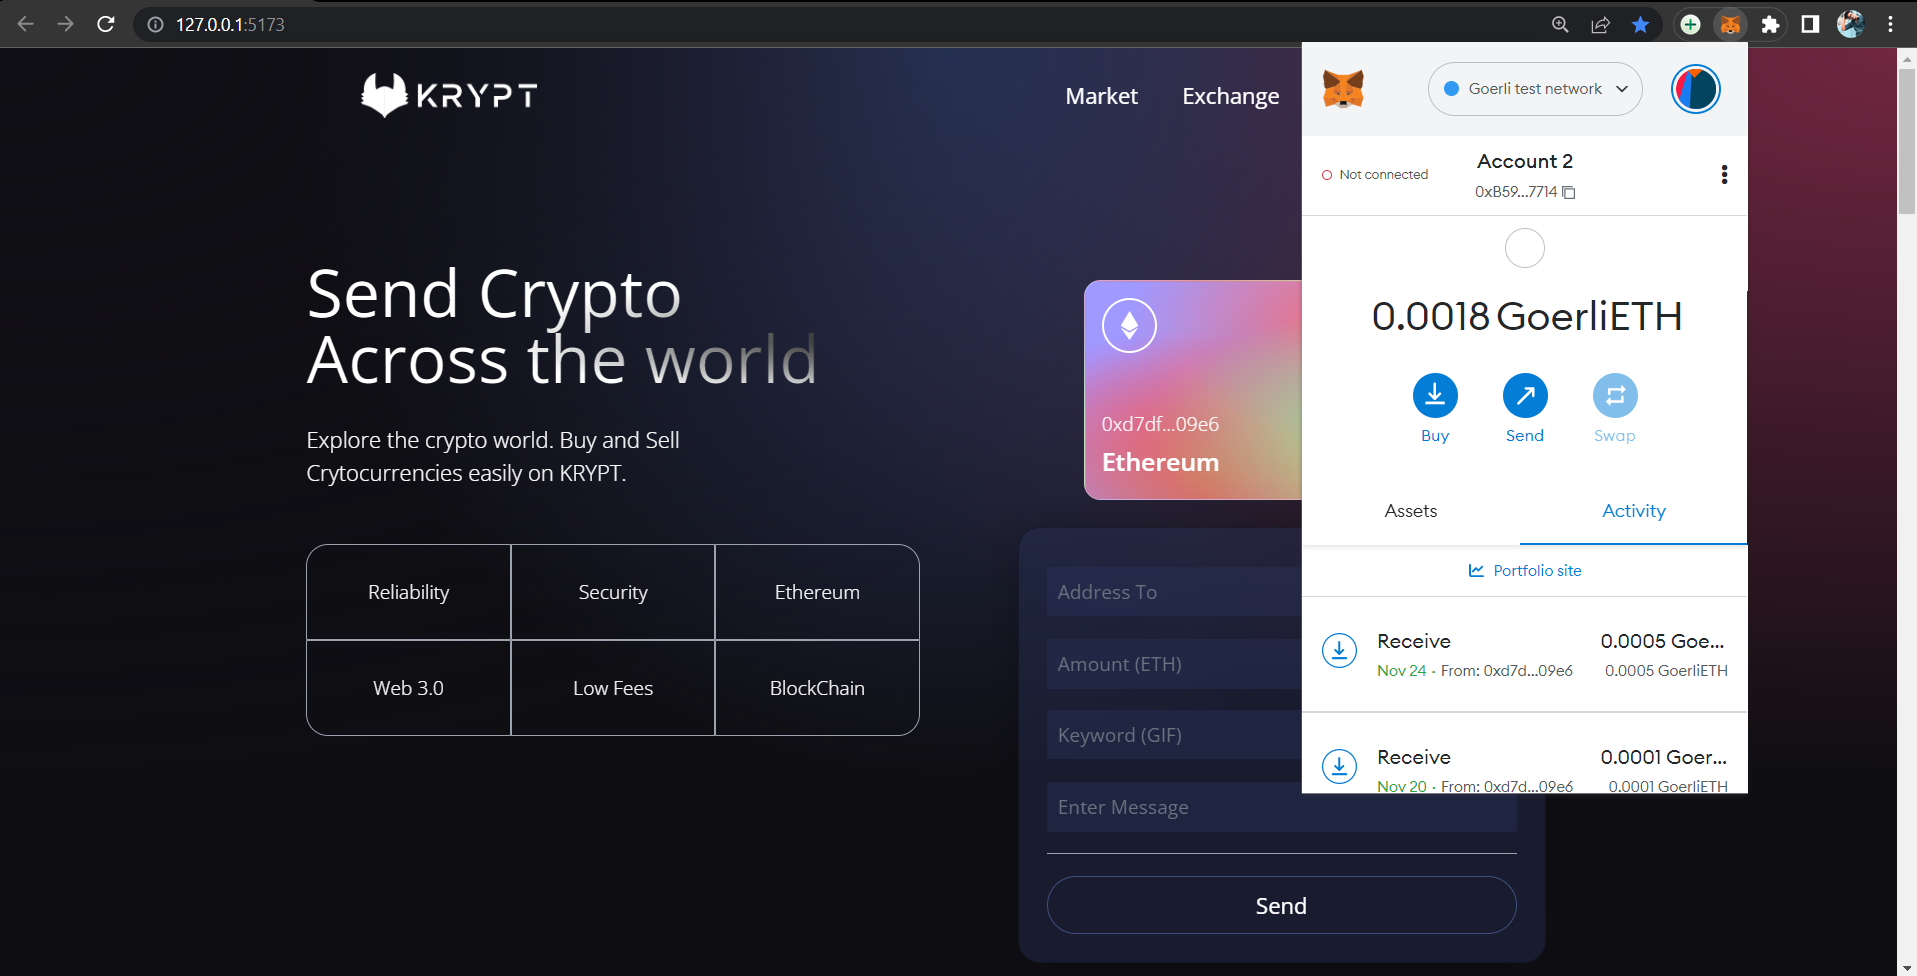 127.0.0.1:5173
KRYPT
Market Exchange
Send Crypto
Across the world
Explore the crypto world. Buy and Sell
Crytocurrencies easily on KRYPT.
Reliability Security Ethereum
Web 3.0 Low Fees BlockChain
0xd7df...09e6
Ethereum
Address To
Amount (ETH)
Keyword (GIF)
Enter Message
Send
Goerli test network
Not connected
Account 2
0xB59...7714
0.0018 GoerliETH
Buy Send Swap
Assets Activity
Portfolio site
Receive 0.0005 Goe...
Nov 24 · From: 0xd7d...09e6 0.0005 GoerliETH
Receive 0.0001 Goer...
Nov 20 · From: 0xd7d...09e6 0.0001 GoerliETH